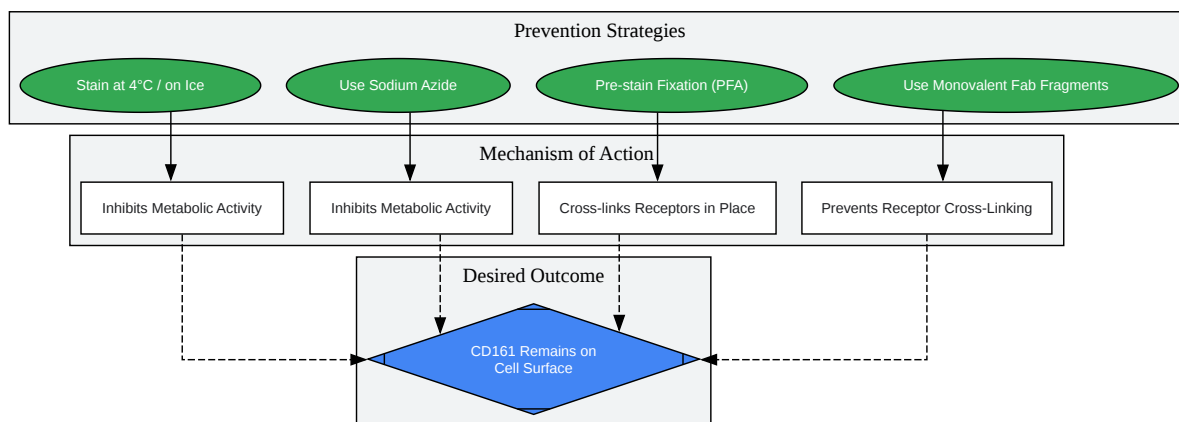 Prevention Strategies
Stain at 4°C / on Ice
Use Sodium Azide
Pre-stain Fixation (PFA)
Use Monovalent Fab Fragments
Mechanism of Action
Inhibits Metabolic Activity
Inhibits Metabolic Activity
Cross-links Receptors in Place
Prevents Receptor Cross-Linking
Desired Outcome
CD161 Remains on
Cell Surface